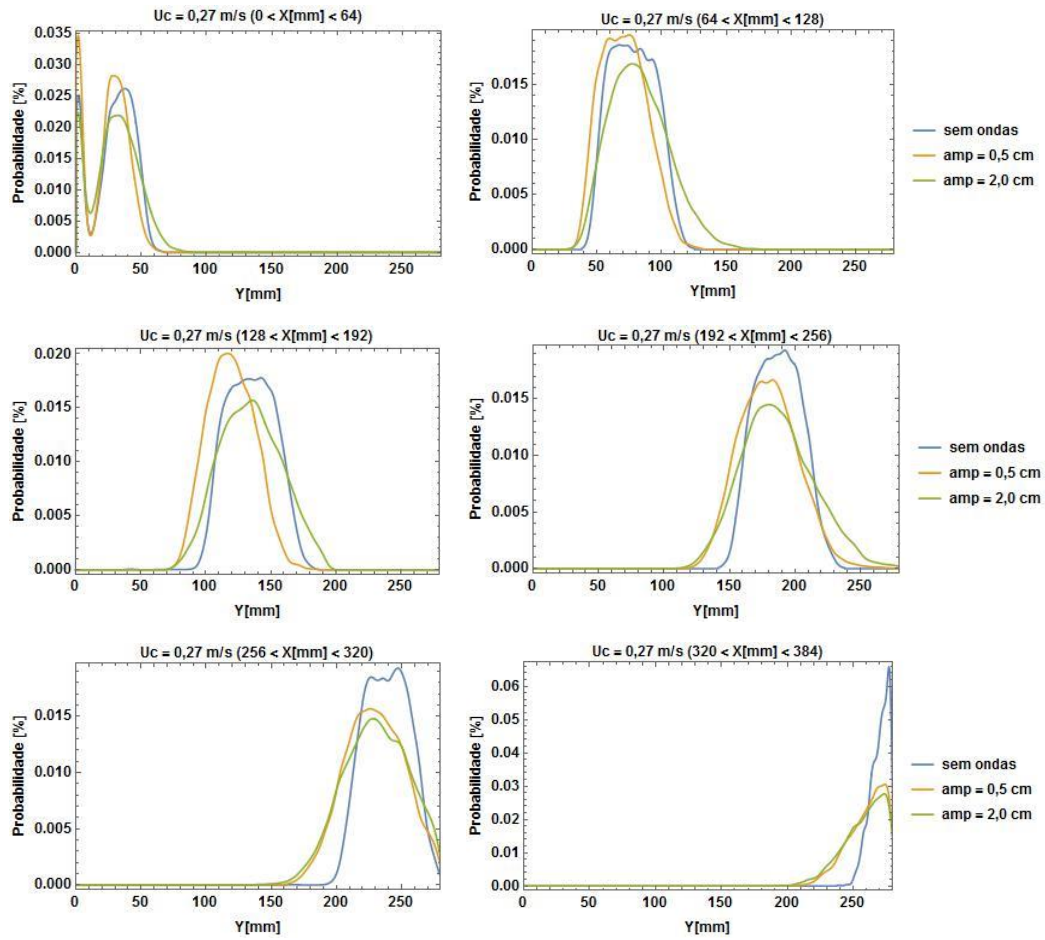 Uc = 0,27 m/s (0 < X[mm] < 64)
Probabilidade [%]
0.035
0.030
0.025
0.020
0.015
0.010
0.005
0.000
0 50 100 150 200 250
Y[mm]
Uc = 0,27 m/s (64 < X[mm] < 128)
Probabilidade [%]
0.015
0.010
0.005
0.000
0 50 100 150 200 250
Y[mm]
sem ondas
amp = 0,5 cm
amp = 2,0 cm
Uc = 0,27 m/s (128 < X[mm] < 192)
Probabilidade [%]
0.020
0.015
0.010
0.005
0.000
0 50 100 150 200 250
Y[mm]
Uc = 0,27 m/s (192 < X[mm] < 256)
Probabilidade [%]
0.015
0.010
0.005
0.000
0 50 100 150 200 250
Y[mm]
sem ondas
amp = 0,5 cm
amp = 2,0 cm
Uc = 0,27 m/s (256 < X[mm] < 320)
Probabilidade [%]
0.015
0.010
0.005
0.000
0 50 100 150 200 250
Y[mm]
Uc = 0,27 m/s (320 < X[mm] < 384)
Probabilidade [%]
0.06
0.05
0.04
0.03
0.02
0.01
0.00
0 50 100 150 200 250
Y[mm]
sem ondas
amp = 0,5 cm
amp = 2,0 cm